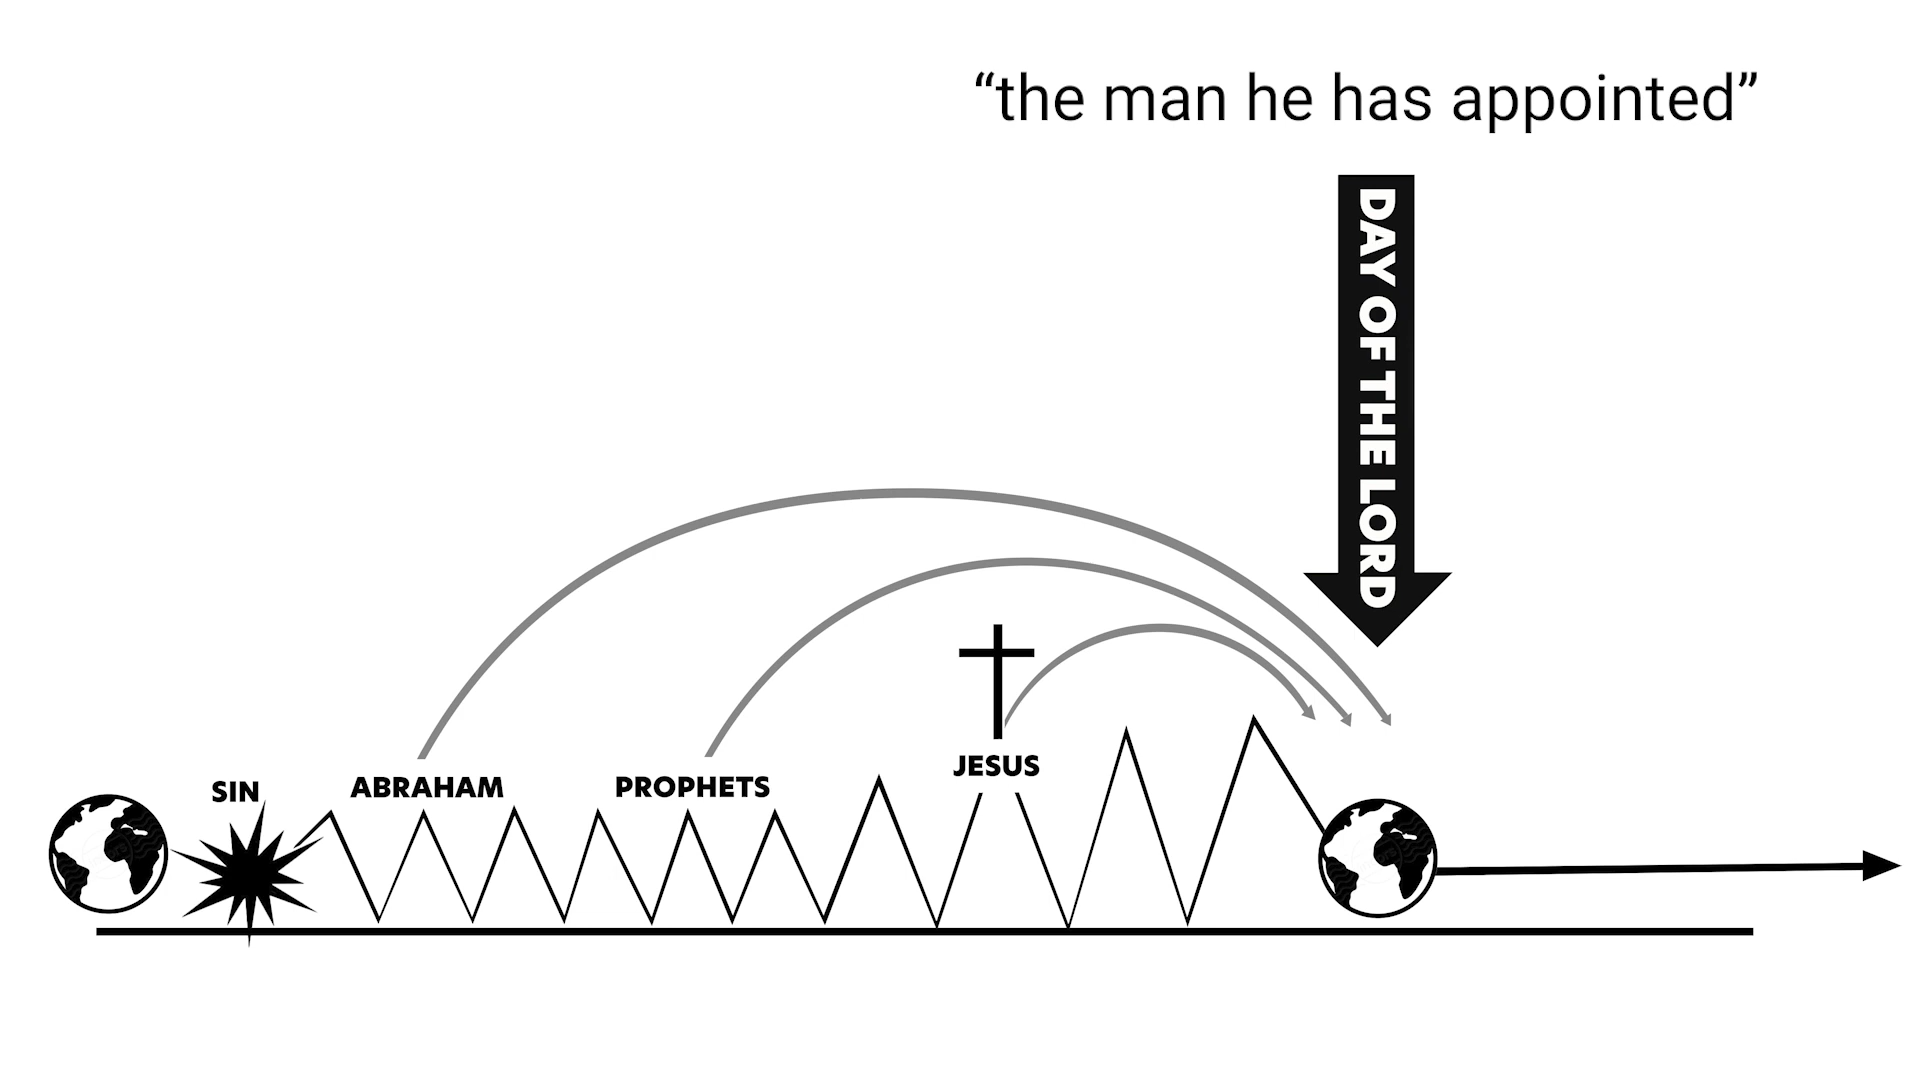 “the man he has appointed”
DAY OF THE LORD
SIN
ABRAHAM
PROPHETS
JESUS